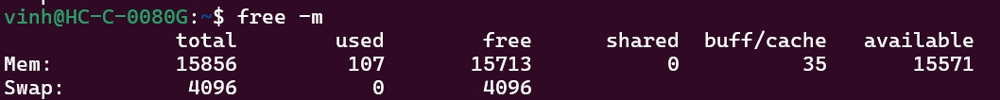 vinh@HC-C-0080G:~$ free -m
total used free shared buff/cache available
Mem: 15856 107 15713 0 35 15571
Swap: 4096 0 4096